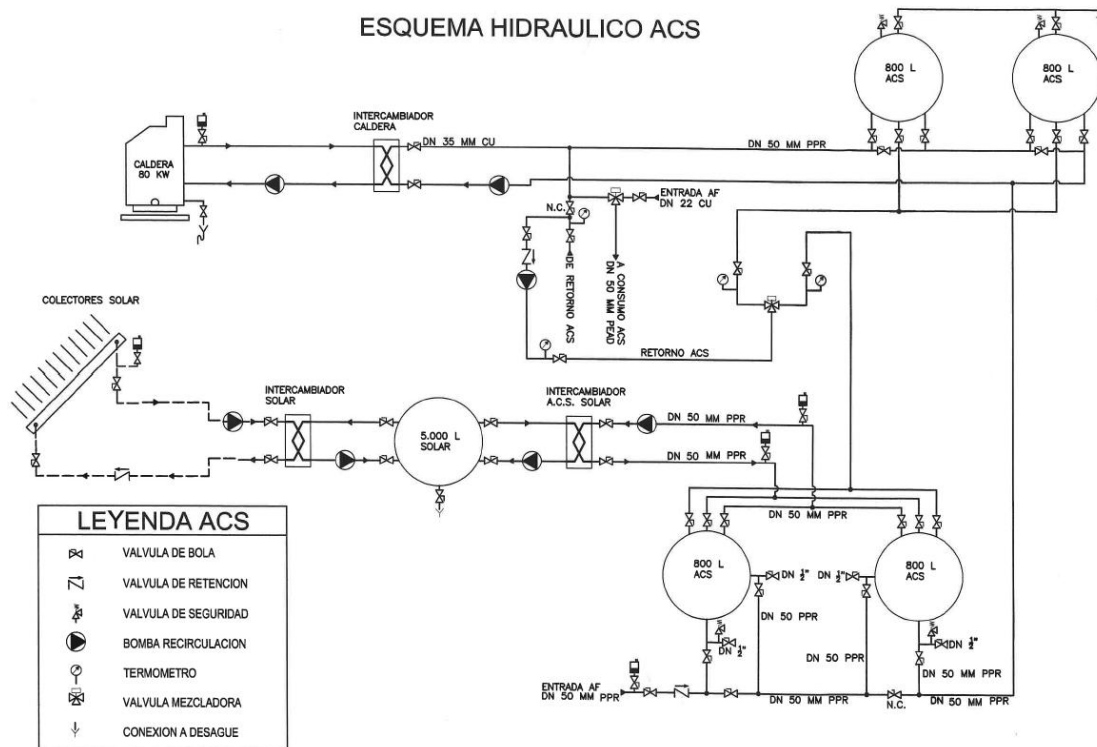 ESQUEMA HIDRAULICO ACS
800 L
ACS
800 L
ACS
INTERCAMBIADOR
CALDERA
DN 35 MM CU
DN 50 MM PPR
CALDERA
80 KW
ENTRADA AF
DN 22 CU
N.C.
DE RETORNO ACS
A CONSUMO ACS
DN 50 MM PEAD
COLECTORES SOLAR
RETORNO ACS
INTERCAMBIADOR
SOLAR
INTERCAMBIADOR
A.C.S. SOLAR
DN 50 MM PPR
5.000 L
SOLAR
DN 50 MM PPR
DN 50 MM PPR
LEYENDA ACS
VALVULA DE BOLA
VALVULA DE RETENCION
VALVULA DE SEGURIDAD
BOMBA RECIRCULACION
TERMOMETRO
VALVULA MEZCLADORA
CONEXION A DESAGUE
800 L
ACS
DN ½"
DN ½"
800 L
ACS
DN ½"
DN 50 PPR
DN 50 PPR
DN ½"
DN 50 PPR
ENTRADA AF
DN 50 MM PPR
DN 50 MM PPR
N.C.
DN 50 MM PPR